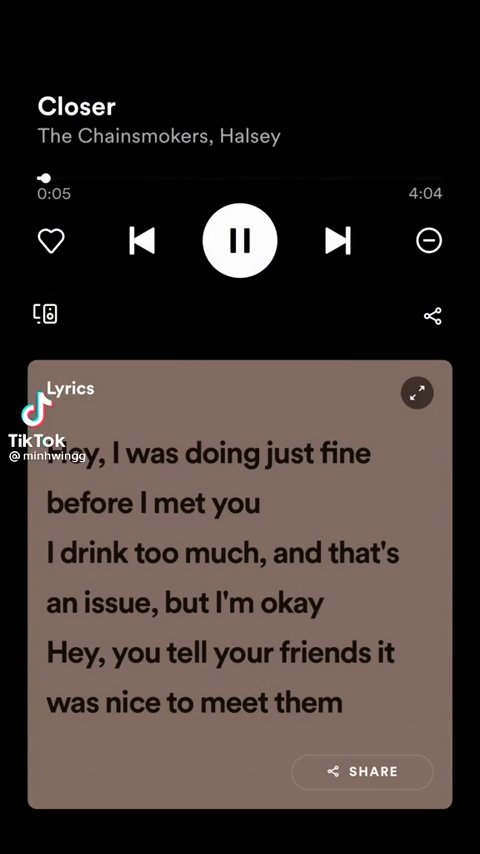 Closer
The Chainsmokers, Halsey
0:05 4:04
Lyrics
TikTok
@minhwingg
Hey, I was doing just fine
before I met you
I drink too much, and that's
an issue, but I'm okay
Hey, you tell your friends it
was nice to meet them
SHARE